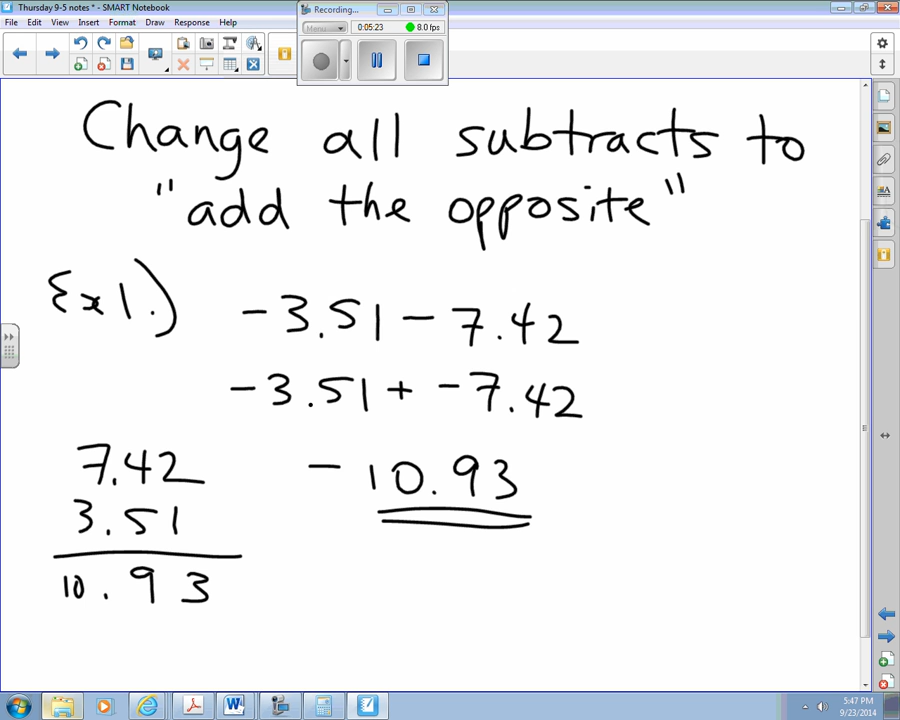 Thursday 9-5 notes * - SMART Notebook
Recording...
File Edit View Insert Format Draw Response Help
Menu
0:05:23
8.0 fps
Change all subtracts to
"add the opposite"
Ex 1.)
-3.51 - 7.42
-3.51 + -7.42
7.42
3.51
10.93
- 10.93
5:47 PM
9/23/2014